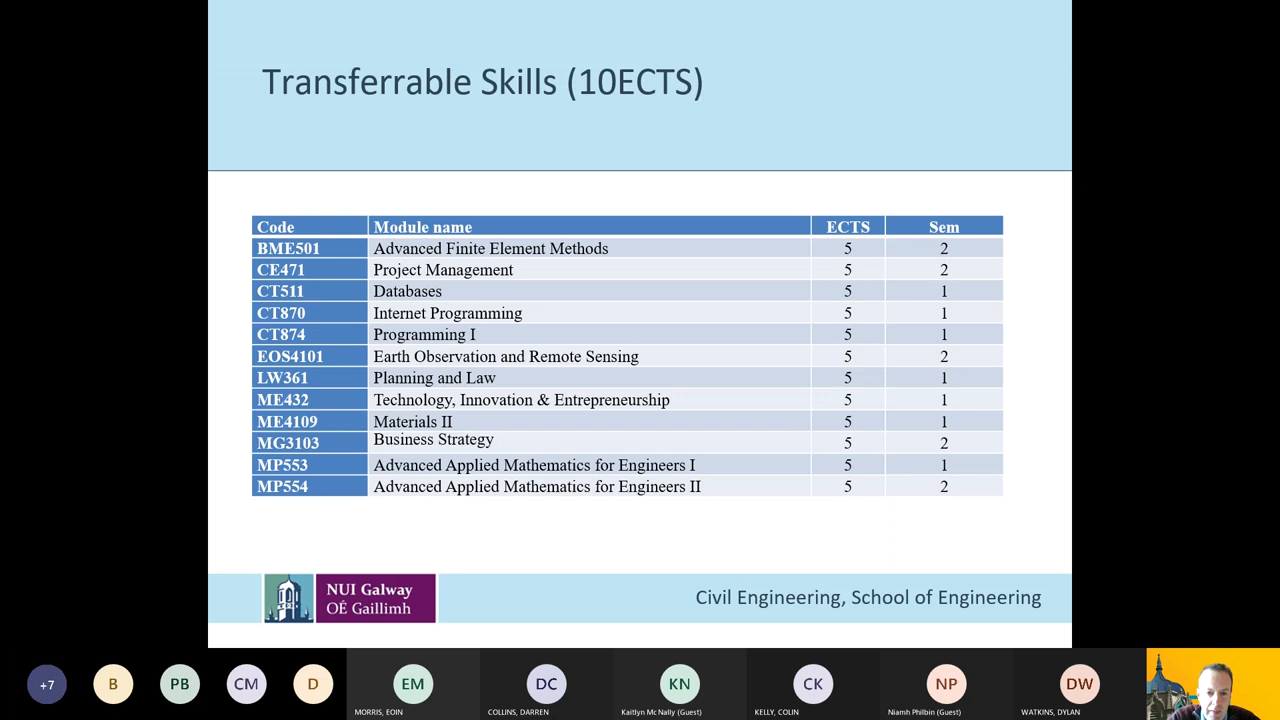 Transferrable Skills (10ECTS)
Code Module name ECTS Sem
BME501 Advanced Finite Element Methods 5 2
CE471 Project Management 5 2
CT511 Databases 5 1
CT870 Internet Programming 5 1
CT874 Programming I 5 1
EOS4101 Earth Observation and Remote Sensing 5 2
LW361 Planning and Law 5 1
ME432 Technology, Innovation & Entrepreneurship 5 1
ME4109 Materials II 5 1
MG3103 Business Strategy 5 2
MP553 Advanced Applied Mathematics for Engineers I 5 1
MP554 Advanced Applied Mathematics for Engineers II 5 2
NUI Galway
OÉ Gaillimh
Civil Engineering, School of Engineering
+7 B PB CM D EM DC KN CK NP DW
MORRIS, EOIN COLLINS, DARREN Kaitlyn Mc Nally (Guest) KELLY, COLIN Niamh Philbin (Guest) WATKINS, DYLAN